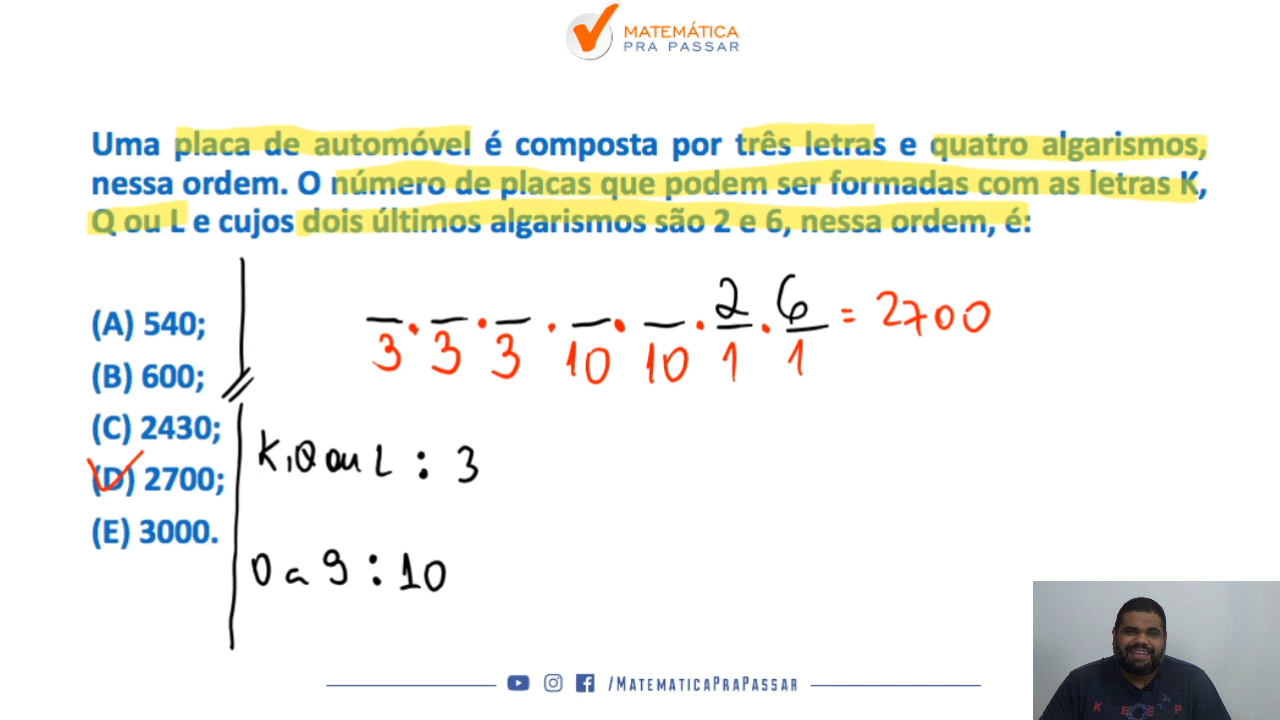 MATEMÁTICA
PRA PASSAR
Uma placa de automóvel é composta por três letras e quatro algarismos,
nessa ordem. O número de placas que podem ser formadas com as letras K,
Q ou L e cujos dois últimos algarismos são 2 e 6, nessa ordem, é:
(A) 540;
(B) 600;
(C) 2430;
(D) 2700;
(E) 3000.
2 6 = 2700
3 · 3 · 3 · 10 · 10 · 1 · 1
K, Q ou L : 3
0 a 9 : 10
K E E P
/MATEMATICAPRAPASSAR